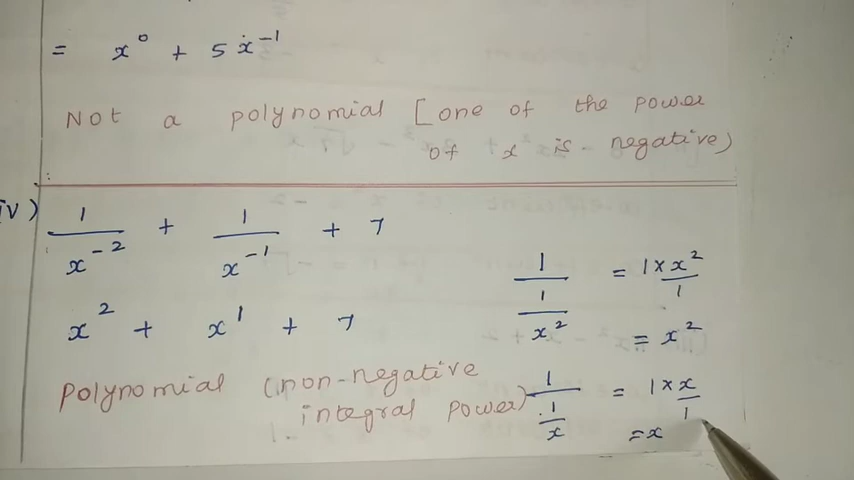 = x⁰ + 5x⁻¹
Not a polynomial [one of the power
of x is negative)
iv) 1/x⁻² + 1/x⁻¹ + 7
x² + x¹ + 7
Polynomial (non-negative
integral power)
1/(1/x²) = 1 × x²/1
= x²
1/(1/x) = 1 × x/1
= x